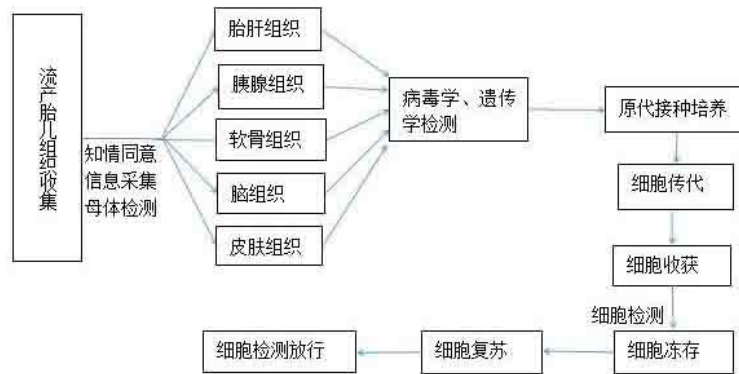 流产胎儿组织收集
知情同意
信息采集
母体检测
胎肝组织
胰腺组织
软骨组织
脑组织
皮肤组织
病毒学、遗传
学检测
原代接种培养
细胞传代
细胞收获
细胞检测
细胞冻存
细胞复苏
细胞检测放行